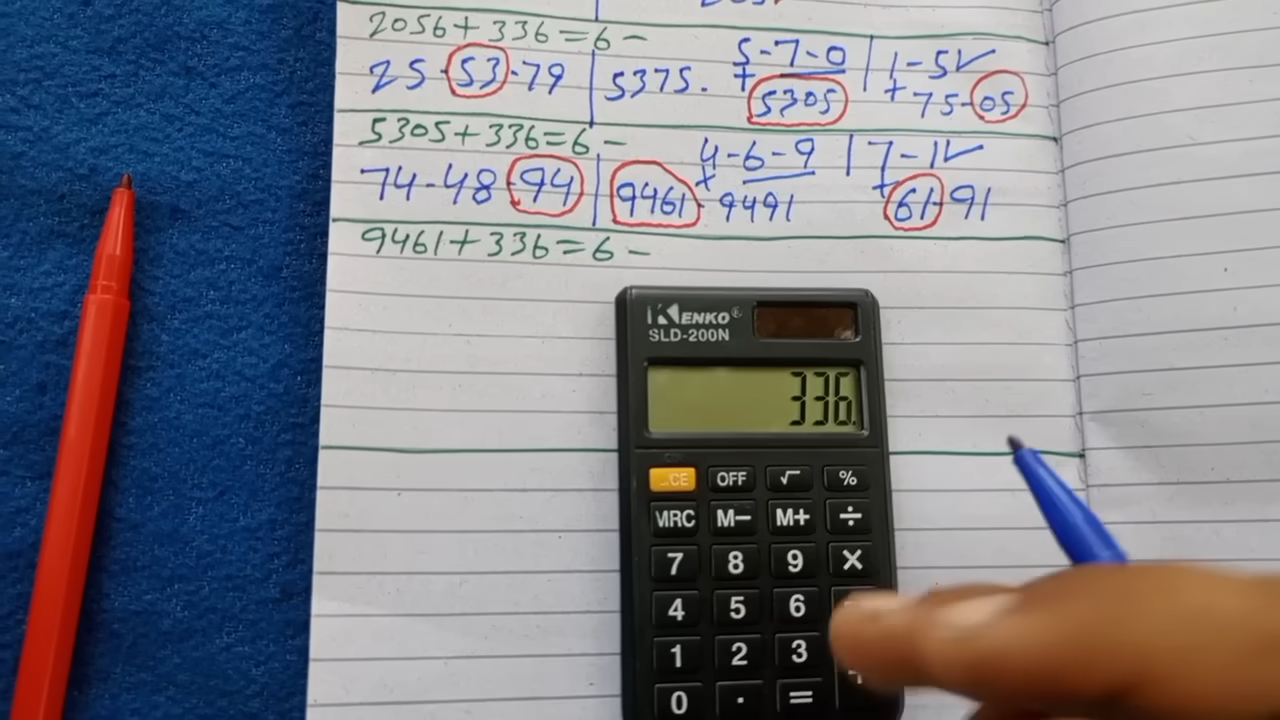 2056+336=6-
5-7-0 | 1-5✓
25-53-79 | 5375. + 5305 + 75-05
5305+336=6-
4-6-9 | 7-1✓
74-48-94 | 9461-9491 + + 61-91
9461+336=6-
KENKO®
SLD-200N
336.
OFF √ %
MRC M− M+ ÷
7 8 9 ×
4 5 6
1 2 3
0 . =